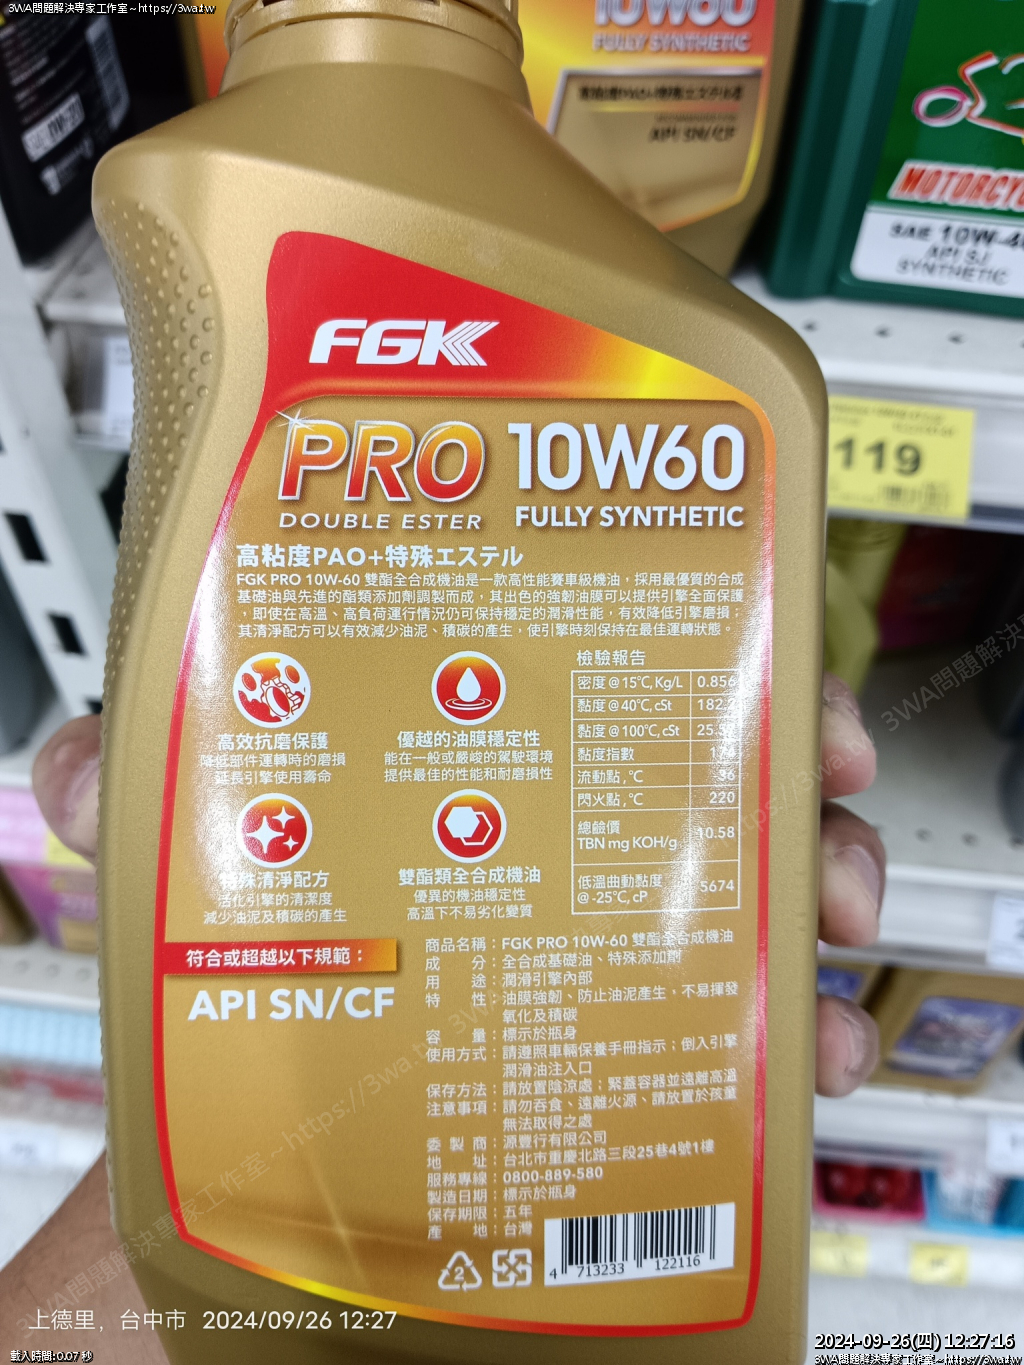 3WA問題解決專家工作室~https://3wa.tw
10W60
FULLY SYNTHETIC
API SN/CF
MOTORCYC
SAE 10W-4
API SJ
SYNTHETIC
119
FGK
PRO 10W60
DOUBLE ESTER FULLY SYNTHETIC
高粘度PAO+特殊エステル
FGK PRO 10W-60 雙酯全合成機油是一款高性能賽車級機油，採用最優質的合成
基礎油與先進的酯類添加劑調製而成，其出色的強韌油膜可以提供引擎全面保護
，即使在高溫、高負荷運行情況仍可保持穩定的潤滑性能，有效降低引擎磨損；
其清淨配方可以有效減少油泥、積碳的產生，使引擎時刻保持在最佳運轉狀態。
高效抗磨保護
降低部件運轉時的磨損
延長引擎使用壽命
優越的油膜穩定性
能在一般或嚴峻的駕駛環境
提供最佳的性能和耐磨損性
特殊清淨配方
活化引擎的清潔度
減少油泥及積碳的產生
雙酯類全合成機油
優異的機油穩定性
高溫下不易劣化變質
檢驗報告
密度@15℃, Kg/L 0.856
黏度@40℃, cSt 182.2
黏度@100℃, cSt 25.
黏度指數
流動點, ℃ 36
閃火點, ℃ 220
總鹼價
TBN mg KOH/g 10.58
低溫曲動黏度
@ -25℃, cP 5674
符合或超越以下規範：
API SN/CF
商品名稱：FGK PRO 10W-60 雙酯全合成機油
成分：全合成基礎油、特殊添加劑
用途：潤滑引擎內部
特性：油膜強韌、防止油泥產生，不易揮發
氧化及積碳
容量：標示於瓶身
使用方式：請遵照車輛保養手冊指示；倒入引擎
潤滑油注入口
保存方法：請放置陰涼處；緊蓋容器並遠離高溫
注意事項：請勿吞食、遠離火源、請放置於孩童
無法取得之處
委製商：源豐行有限公司
地址：台北市重慶北路三段25巷4號1樓
服務專線：0800-889-580
製造日期：標示於瓶身
保存期限：五年
產地：台灣
2
4 713233 122116
上德里，台中市 2024/09/26 12:27
2024-09-26(四) 12:27:16
載入時間:0.07 秒
3WA問題解決專家工作室~https://3wa.tw